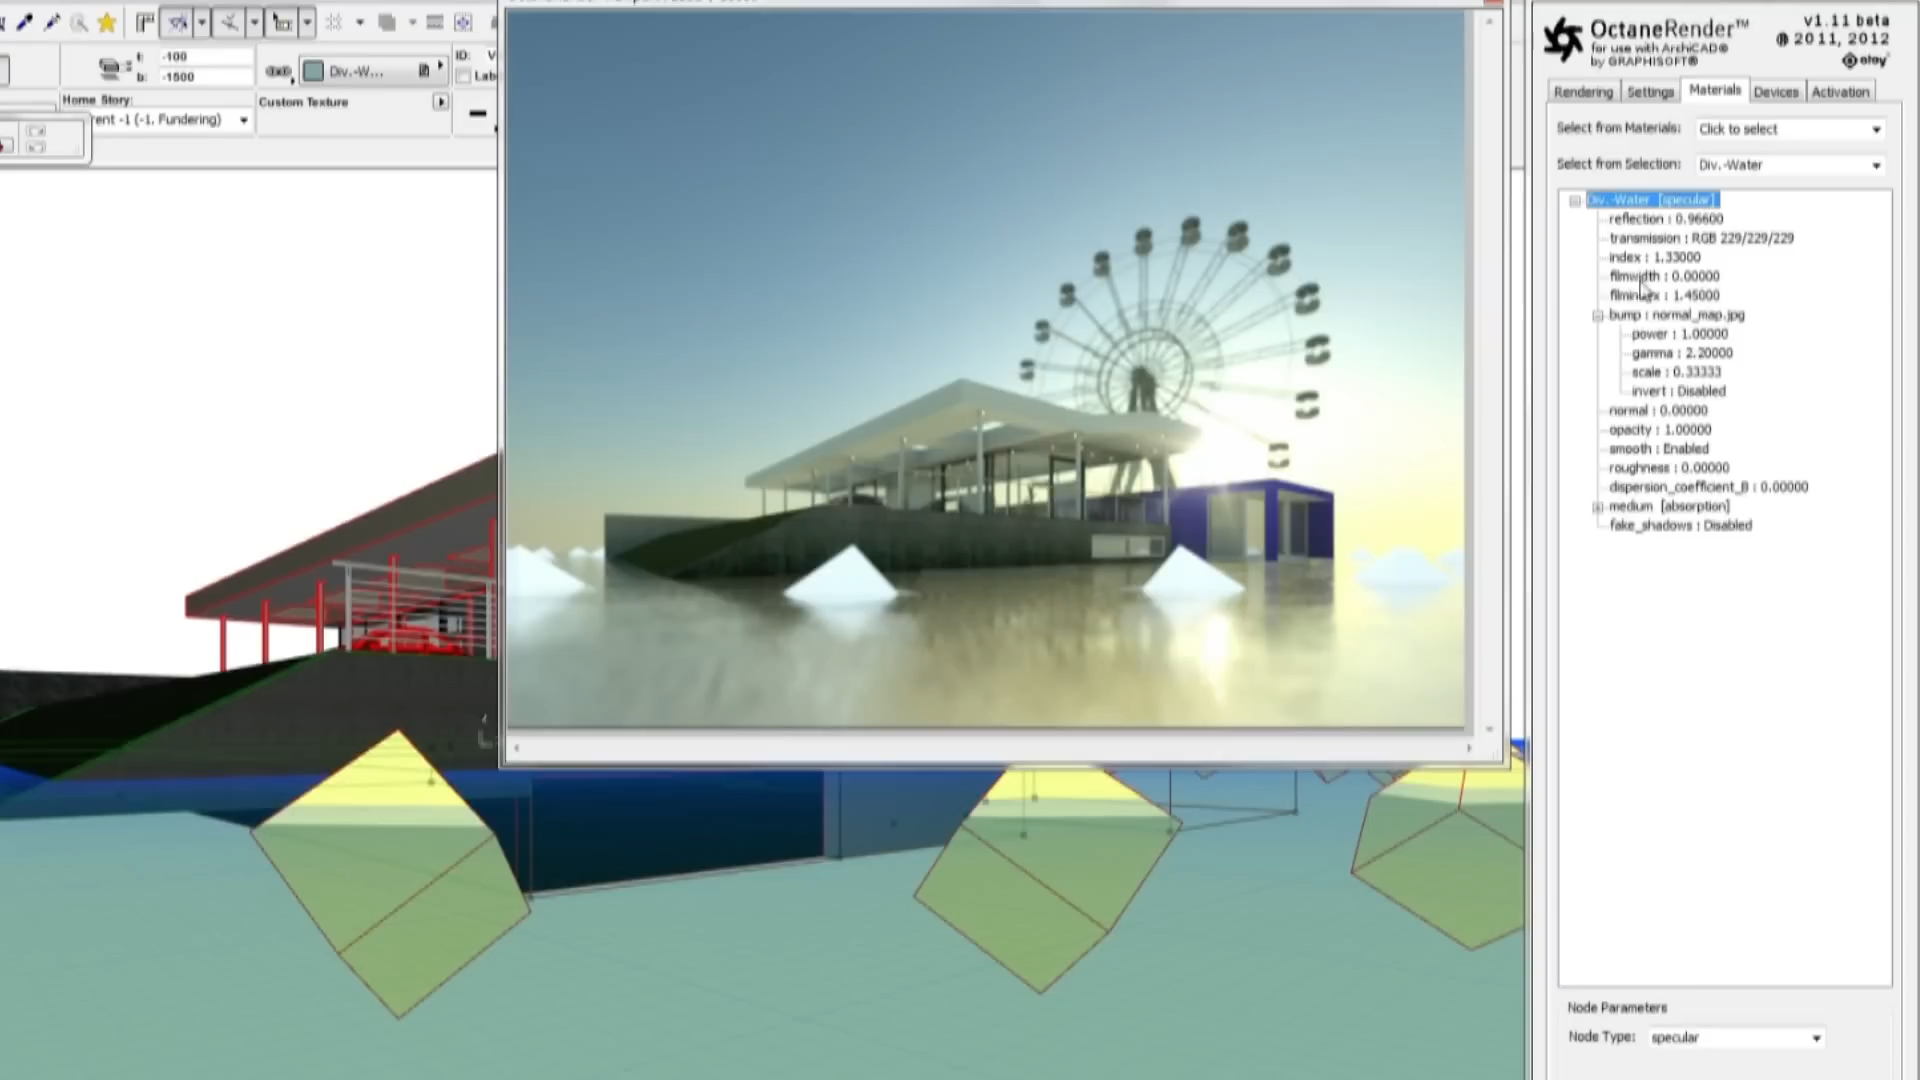 t: -100
b: -1500
Div.-W...
ID:
Home Story:
rent -1 (-1. Fundering)
Custom Texture
OctaneRender™
for use with ArchiCAD®
by GRAPHISOFT®
v1.11 beta
2011, 2012
otoy
Rendering Settings Materials Devices Activation
Select from Materials: Click to select
Select from Selection: Div.-Water
Div.-Water [specular]
reflection : 0.96600
transmission : RGB 229/229/229
index : 1.33000
filmwidth : 0.00000
filmindex : 1.45000
bump : normal_map.jpg
power : 1.00000
gamma : 2.20000
scale : 0.33333
invert : Disabled
normal : 0.00000
opacity : 1.00000
smooth : Enabled
roughness : 0.00000
dispersion_coefficient_B : 0.00000
medium [absorption]
fake_shadows : Disabled
Node Parameters
Node Type: specular